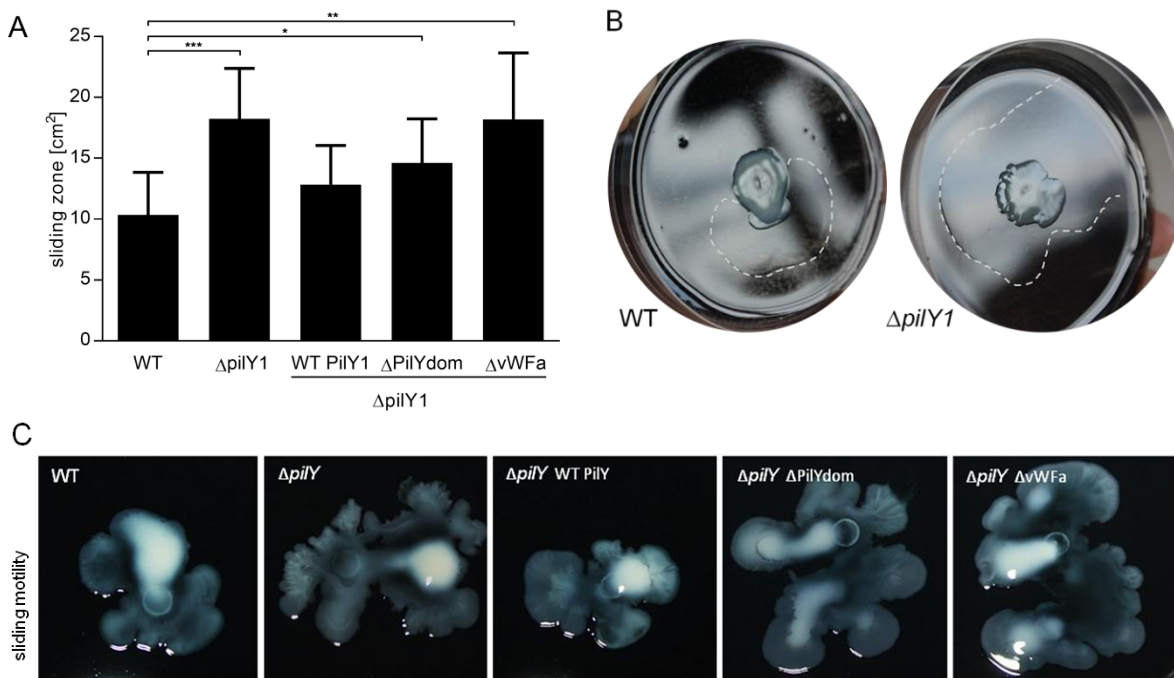 A
**
*
***
sliding zone [cm²]
25
20
15
10
5
0
WT
ΔpilY1
WT PilY1
ΔPilYdom
ΔvWFa
ΔpilY1
B
WT
ΔpilY1
C
sliding motility
WT
ΔpilY
ΔpilY WT PilY
ΔpilY ΔPilYdom
ΔpilY ΔvWFa